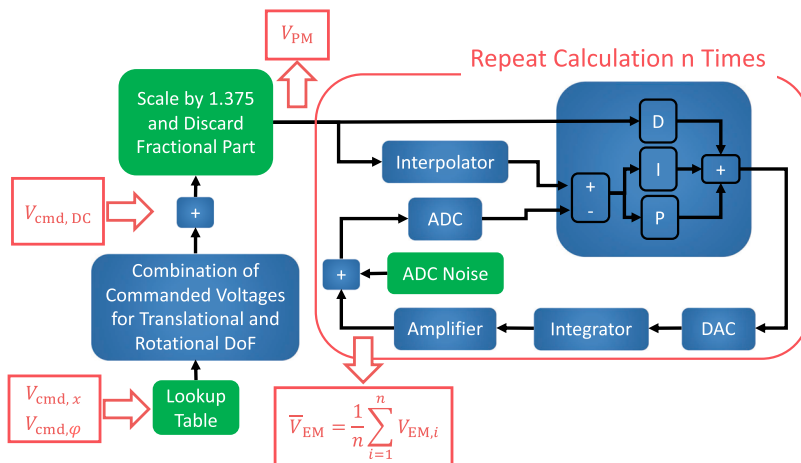 V_PM
Repeat Calculation n Times
Scale by 1.375
and Discard
Fractional Part
D
Interpolator
I
+
+
-
P
V_cmd, DC
+
ADC
ADC Noise
+
Combination of
Commanded Voltages
for Translational and
Rotational DoF
Amplifier
Integrator
DAC
V_cmd, x
V_cmd,φ
Lookup
Table
V̅_EM = 1/n ∑_{i=1}^{n} V_EM,i